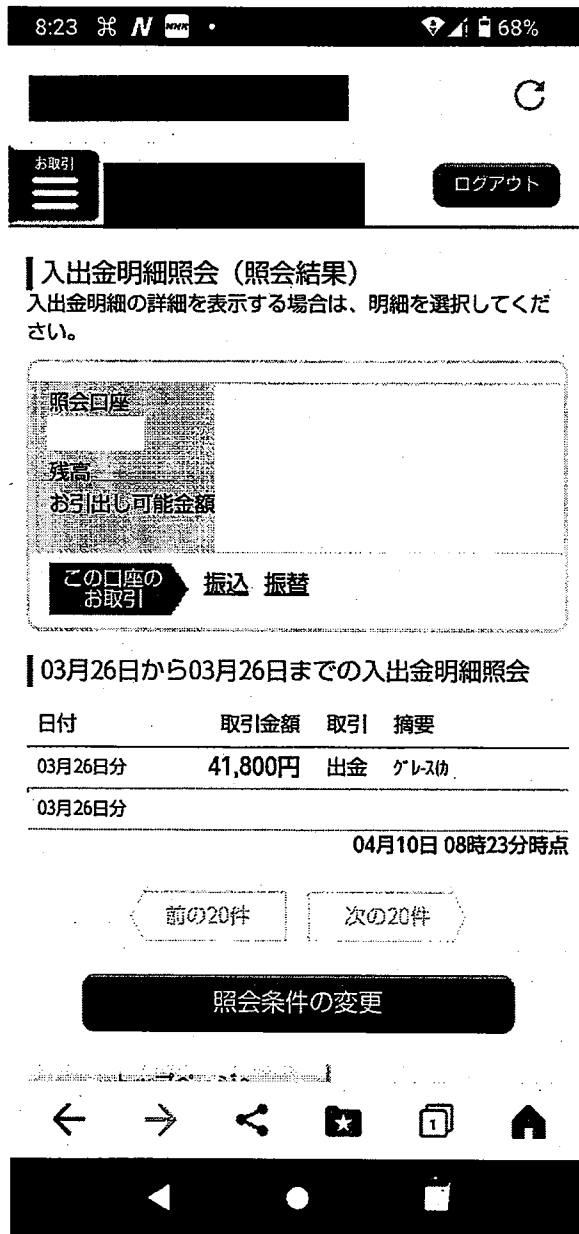 8:23 68%
お取引
ログアウト
入出金明細照会（照会結果）
入出金明細の詳細を表示する場合は、明細を選択してくだ
さい。
照会口座
残高
お引出し可能金額
この口座の
お取引
振込 振替
03月26日から03月26日までの入出金明細照会
日付 取引金額 取引 摘要
03月26日分 41,800円 出金 ｸﾞﾚｰｽ(ｶ
03月26日分
04月10日 08時23分時点
前の20件 次の20件
照会条件の変更
1